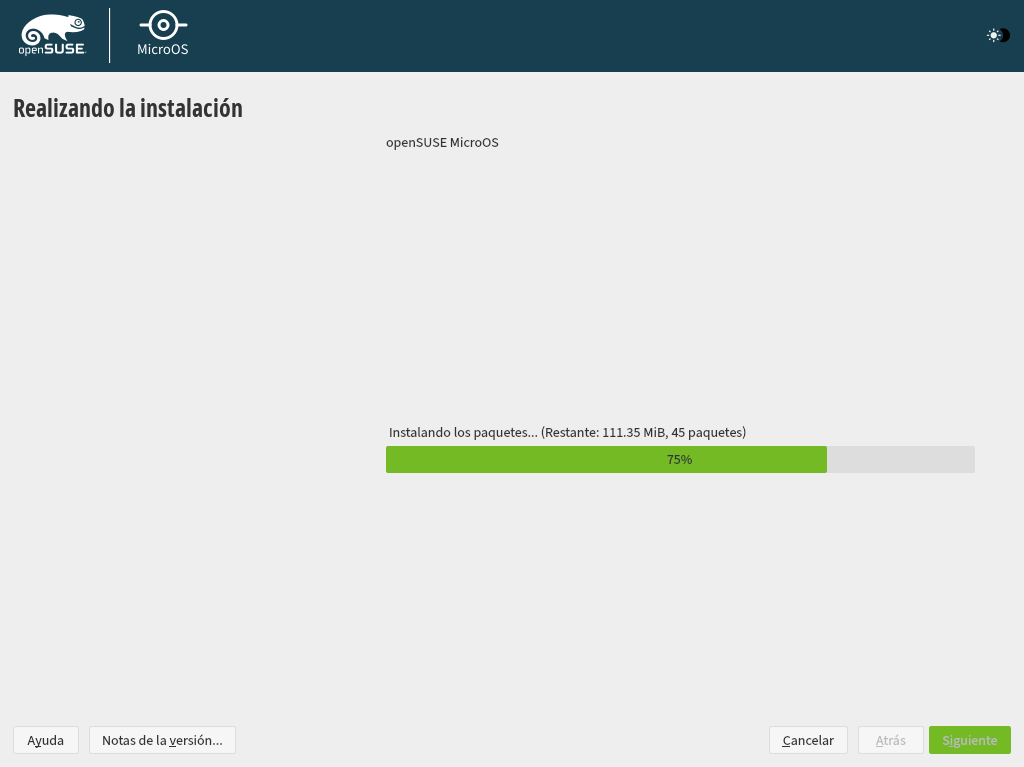 openSUSE.
MicroOS
Realizando la instalación
openSUSE MicroOS
Instalando los paquetes... (Restante: 111.35 MiB, 45 paquetes)
75%
Ayuda
Notas de la versión...
Cancelar
Atrás
Siguiente